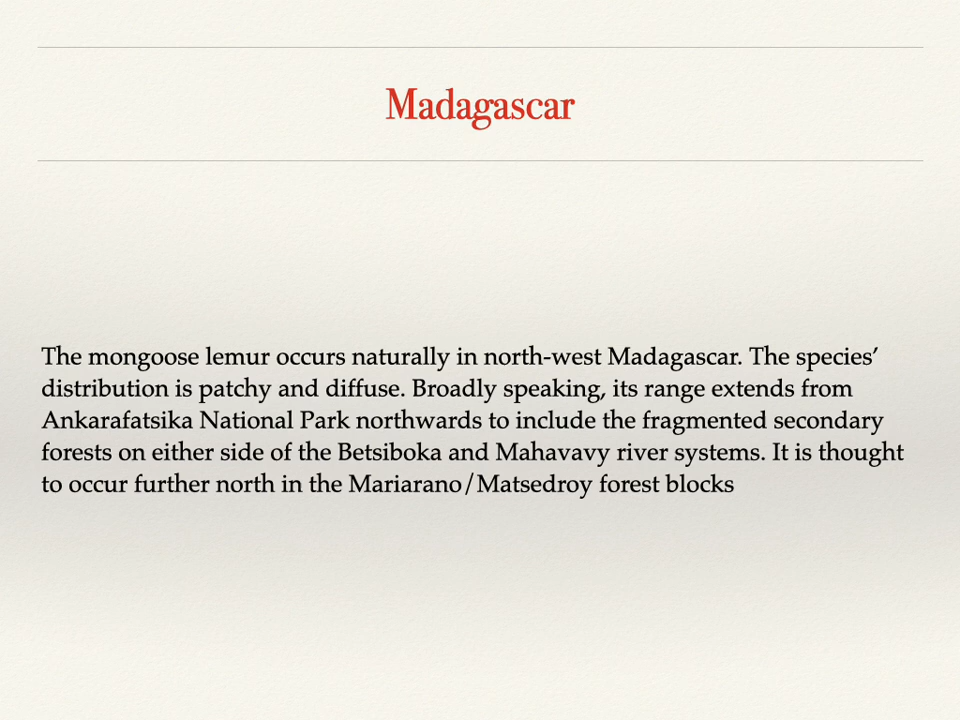 Madagascar
The mongoose lemur occurs naturally in north-west Madagascar. The species’
distribution is patchy and diffuse. Broadly speaking, its range extends from
Ankarafatsika National Park northwards to include the fragmented secondary
forests on either side of the Betsiboka and Mahavavy river systems. It is thought
to occur further north in the Mariarano/Matsedroy forest blocks